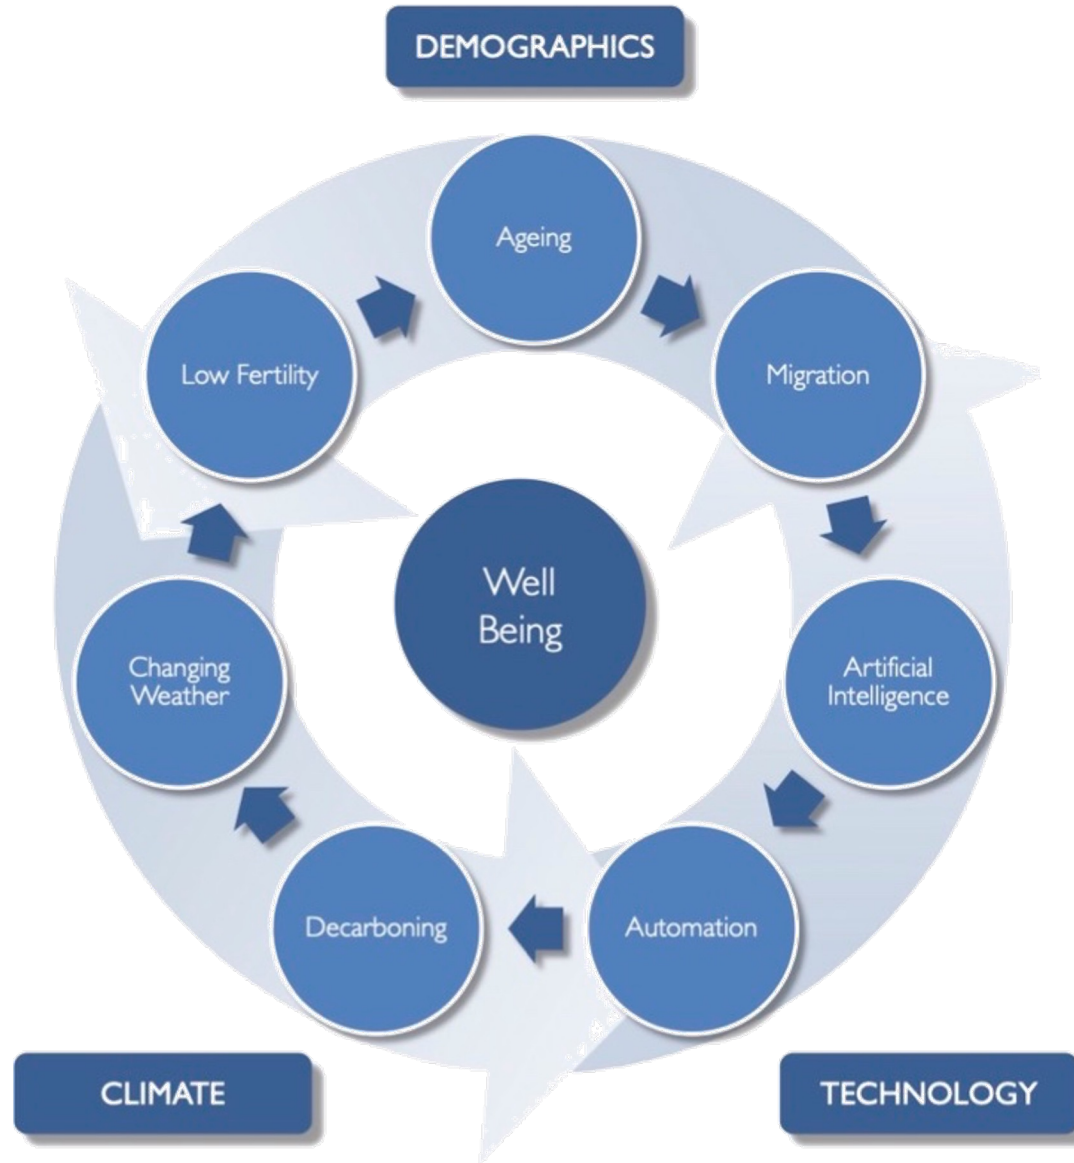 DEMOGRAPHICS
Ageing
Low Fertility
Migration
Well
Being
Changing
Weather
Artificial
Intelligence
Decarboning
Automation
CLIMATE
TECHNOLOGY